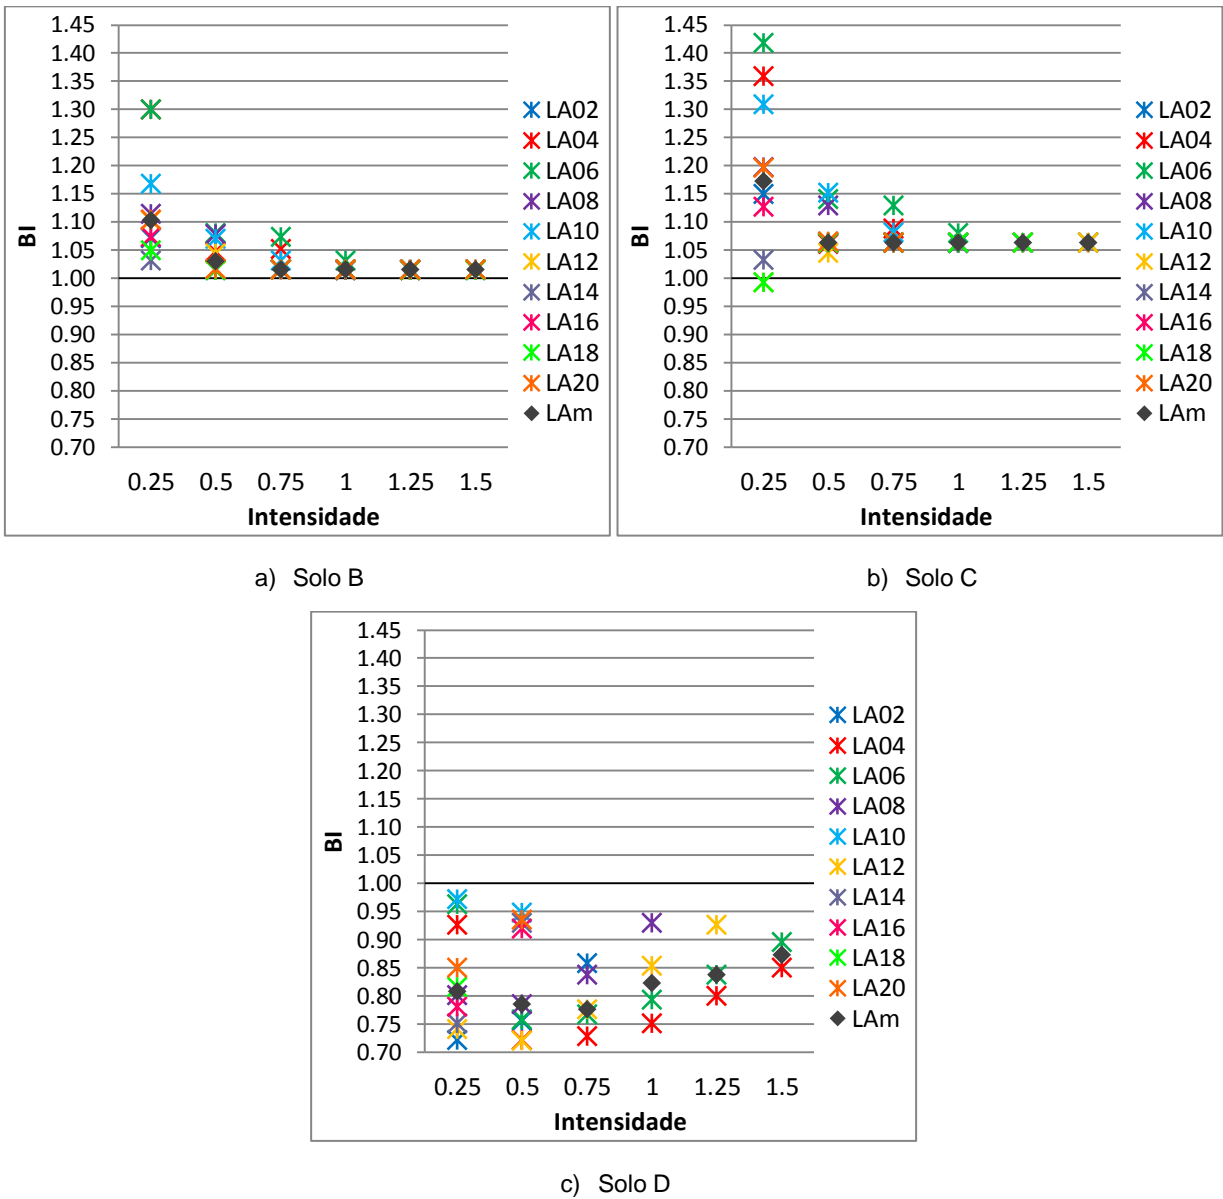 1.45
1.40
1.35
1.30
1.25
1.20
1.15
1.10
1.05
1.00
0.95
0.90
0.85
0.80
0.75
0.70
BI
0.25 0.5 0.75 1 1.25 1.5
Intensidade
LA02
LA04
LA06
LA08
LA10
LA12
LA14
LA16
LA18
LA20
LAm
a) Solo B
1.45
1.40
1.35
1.30
1.25
1.20
1.15
1.10
1.05
1.00
0.95
0.90
0.85
0.80
0.75
0.70
BI
0.25 0.5 0.75 1 1.25 1.5
Intensidade
LA02
LA04
LA06
LA08
LA10
LA12
LA14
LA16
LA18
LA20
LAm
b) Solo C
1.45
1.40
1.35
1.30
1.25
1.20
1.15
1.10
1.05
1.00
0.95
0.90
0.85
0.80
0.75
0.70
BI
0.25 0.5 0.75 1 1.25 1.5
Intensidade
LA02
LA04
LA06
LA08
LA10
LA12
LA14
LA16
LA18
LA20
LAm
c) Solo D